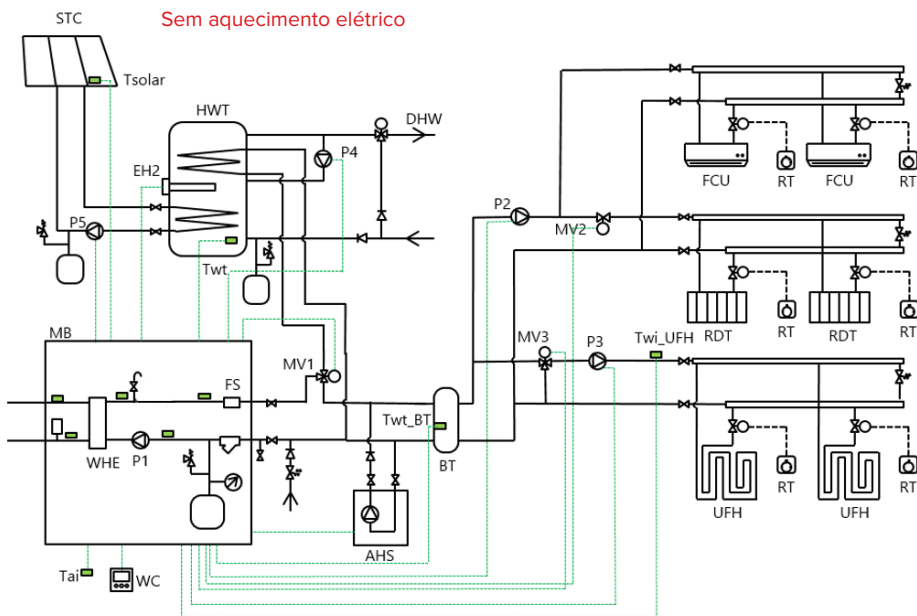 STC
Sem aquecimento elétrico
Tsolar
HWT
DHW
P4
EH2
FCU
RT
FCU
RT
P5
P2
MV2
Twt
RDT
RT
RDT
RT
MB
MV1
FS
MV3
P3
Twi_UFH
Twt_BT
WHE
P1
BT
RT
RT
UFH
UFH
AHS
Tai
WC